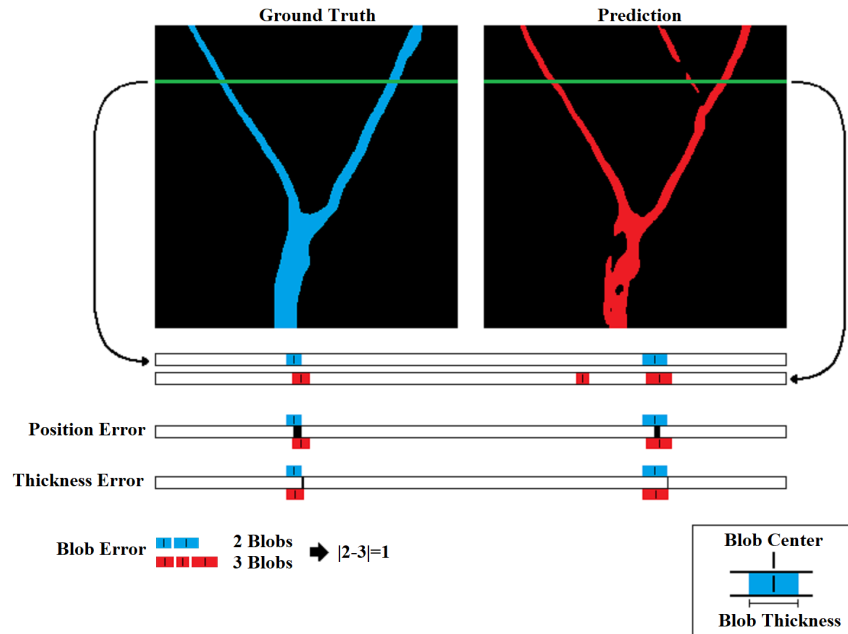 Ground Truth
Prediction
Position Error
Thickness Error
Blob Error
2 Blobs
3 Blobs
|2-3|=1
Blob Center
Blob Thickness